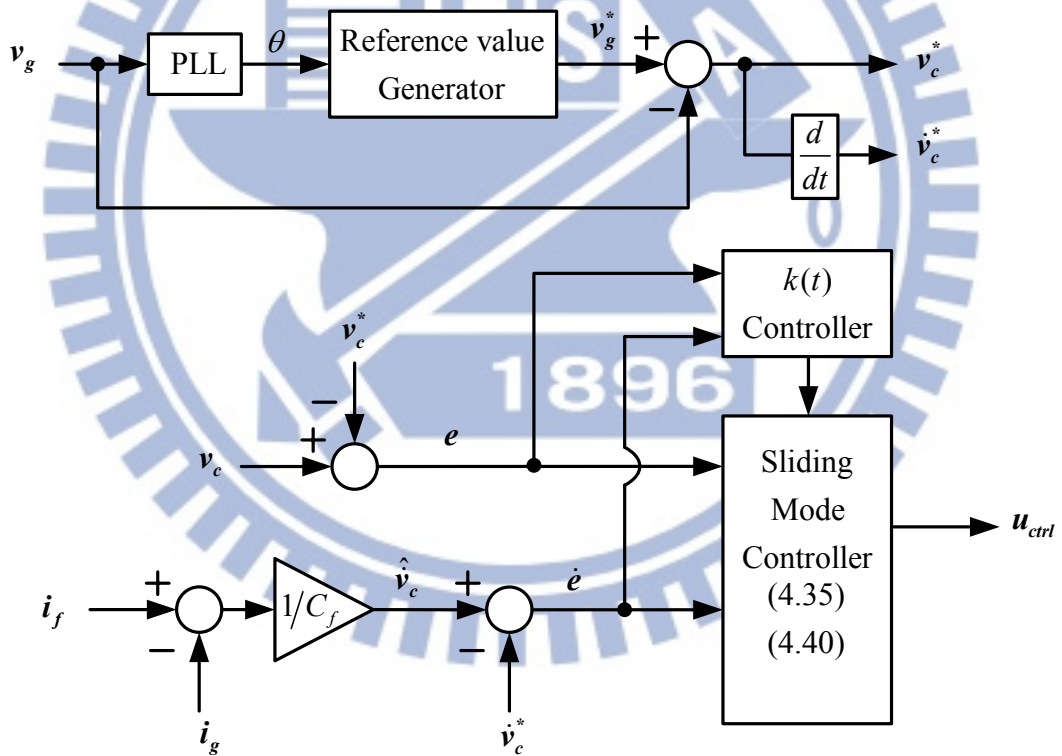 v_g
PLL
θ
Reference value
Generator
v_g^*
+
−
v_c^*
d/dt
v̇_c^*
k(t)
Controller
v_c^*
−
+
v_c
e
1896
Sliding
Mode
Controller
(4.35)
(4.40)
u_ctrl
i_f
+
−
i_g
1/C_f
v̇̂_c
+
−
ė
v̇_c^*